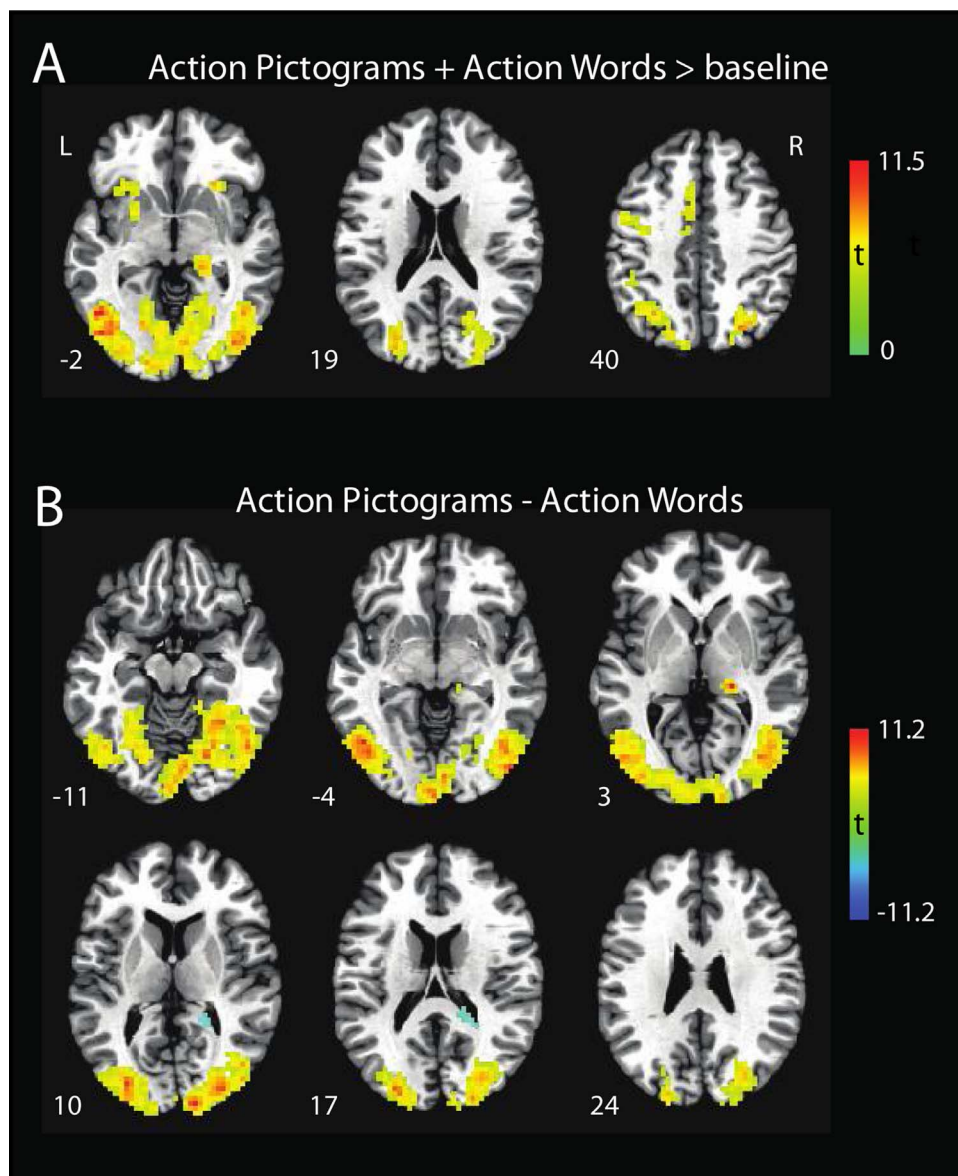 A
Action Pictograms + Action Words > baseline
L
R
11.5
t
t
0
-2
19
40
B
Action Pictograms - Action Words
-11
-4
3
11.2
t
-11.2
10
17
24